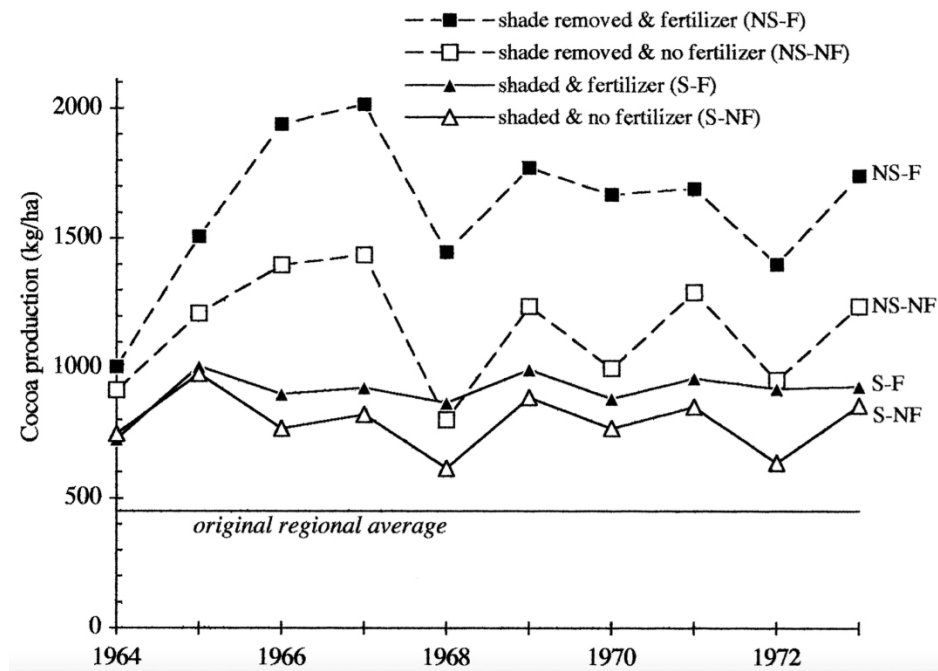 shade removed & fertilizer (NS-F)
shade removed & no fertilizer (NS-NF)
shaded & fertilizer (S-F)
shaded & no fertilizer (S-NF)
Cocoa production (kg/ha)
2000
1500
1000
500
0
NS-F
NS-NF
S-F
S-NF
original regional average
1964
1966
1968
1970
1972